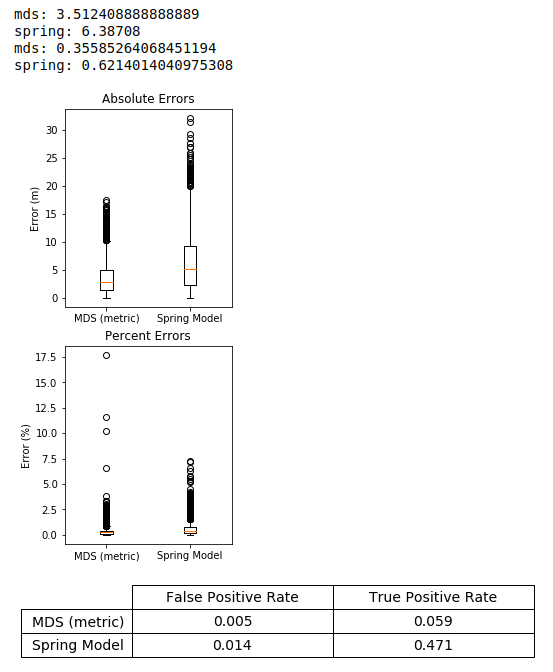 mds: 3.512408888888889
spring: 6.38708
mds: 0.35585264068451194
spring: 0.6214014040975308
Absolute Errors
Error (m)
30
25
20
15
10
5
0
MDS (metric) Spring Model
Percent Errors
Error (%)
17.5
15.0
12.5
10.0
7.5
5.0
2.5
0.0
MDS (metric) Spring Model
False Positive Rate True Positive Rate
MDS (metric) 0.005 0.059
Spring Model 0.014 0.471